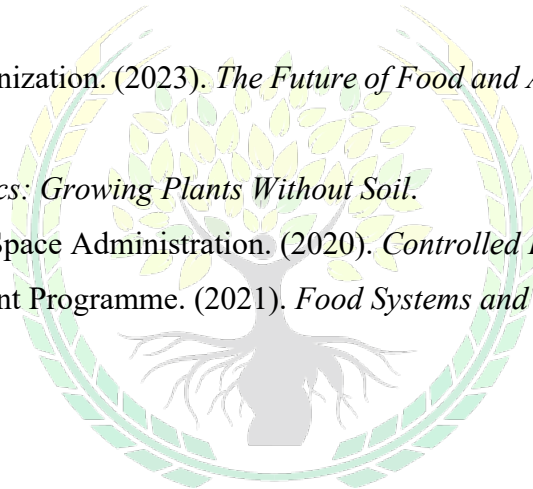 nization. (2023). The Future of Food and A
cs: Growing Plants Without Soil.
Space Administration. (2020). Controlled
nt Programme. (2021). Food Systems and